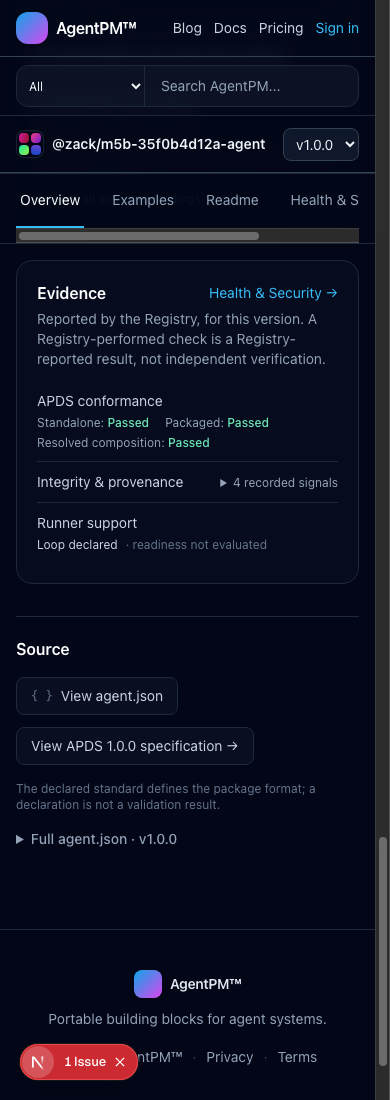 AgentPM™ Blog Docs Pricing Sign in
All Search AgentPM...
@zack/m5b-35f0b4d12a-agent v1.0.0
Overview Examples Readme Health & S
Evidence Health & Security →
Reported by the Registry, for this version. A
Registry-performed check is a Registry-
reported result, not independent verification.
APDS conformance
Standalone: Passed Packaged: Passed
Resolved composition: Passed
Integrity & provenance ▶ 4 recorded signals
Runner support
Loop declared · readiness not evaluated
Source
{ } View agent.json
View APDS 1.0.0 specification →
The declared standard defines the package format; a
declaration is not a validation result.
▶ Full agent.json · v1.0.0
AgentPM™
Portable building blocks for agent systems.
ntPM™ · Privacy · Terms
N 1 Issue ×